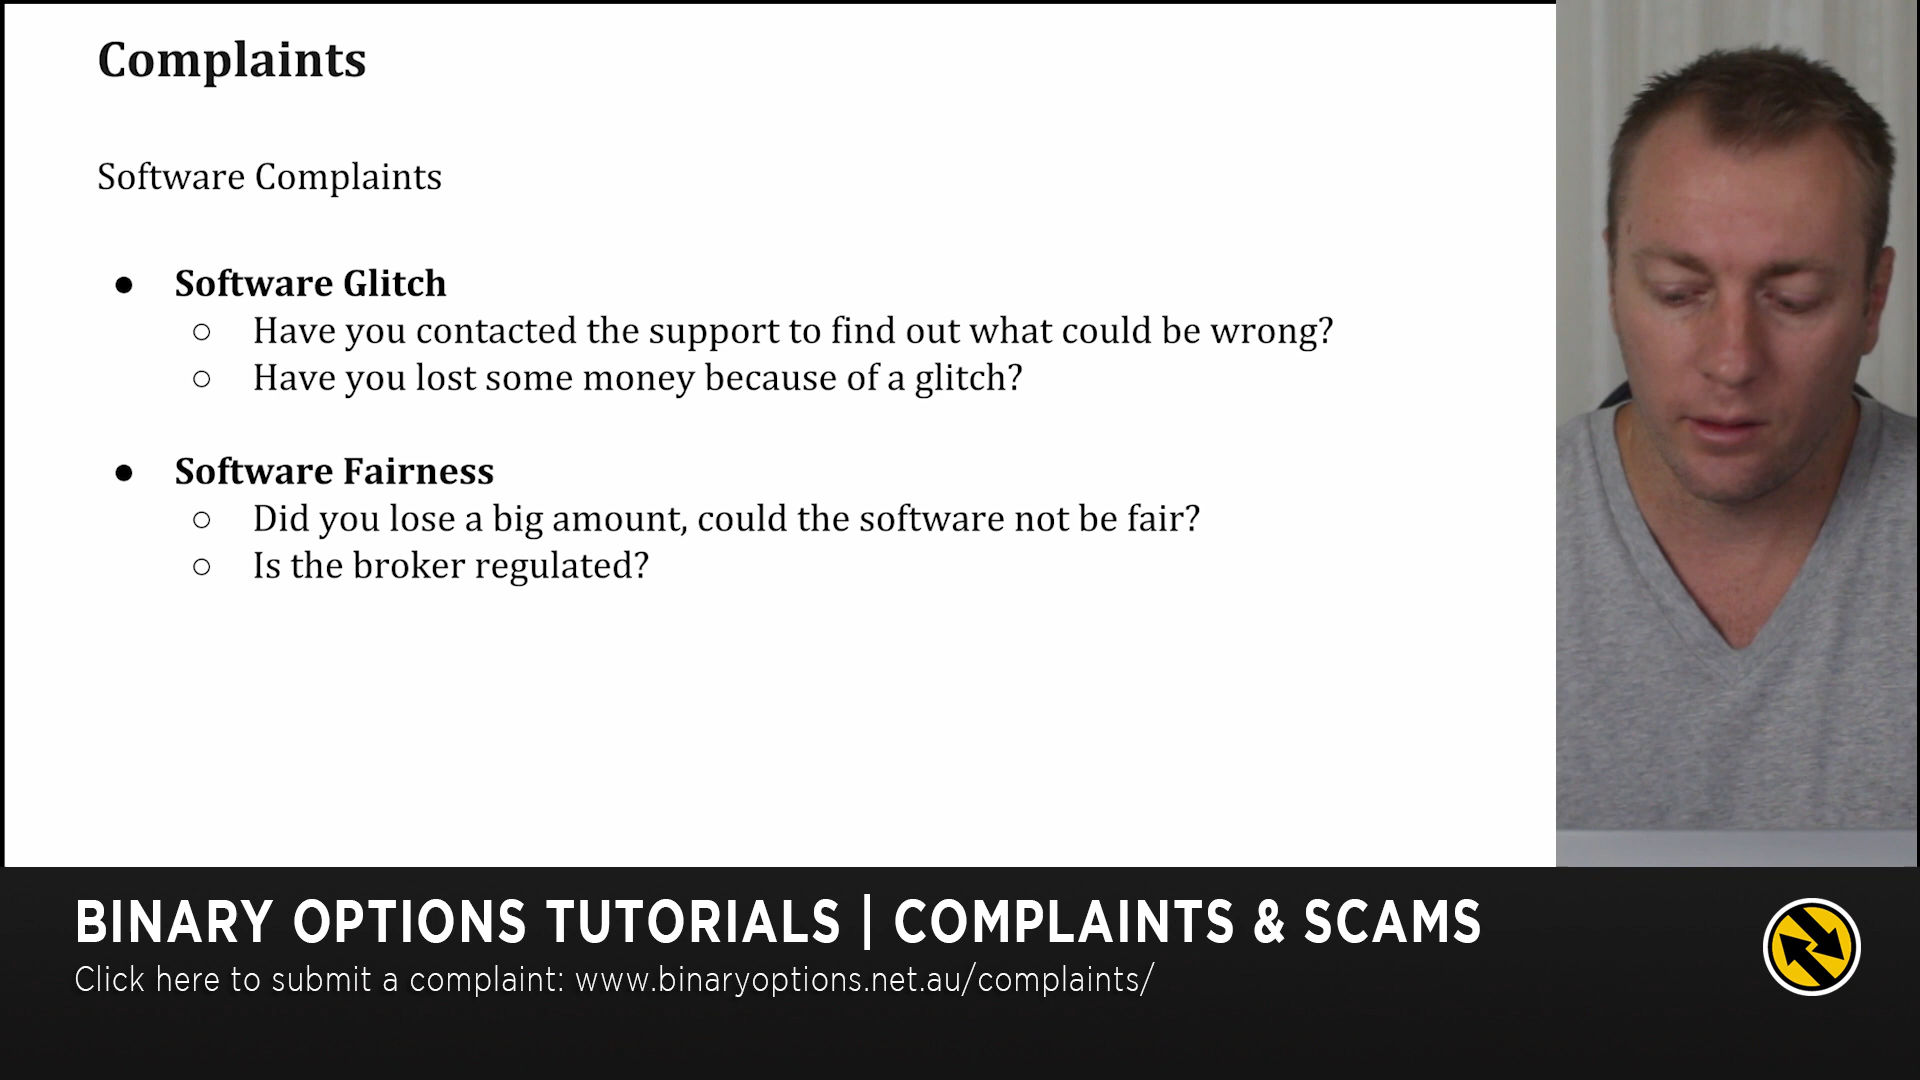 Complaints
Software Complaints
● Software Glitch
○ Have you contacted the support to find out what could be wrong?
○ Have you lost some money because of a glitch?
● Software Fairness
○ Did you lose a big amount, could the software not be fair?
○ Is the broker regulated?
BINARY OPTIONS TUTORIALS | COMPLAINTS & SCAMS
Click here to submit a complaint: www.binaryoptions.net.au/complaints/